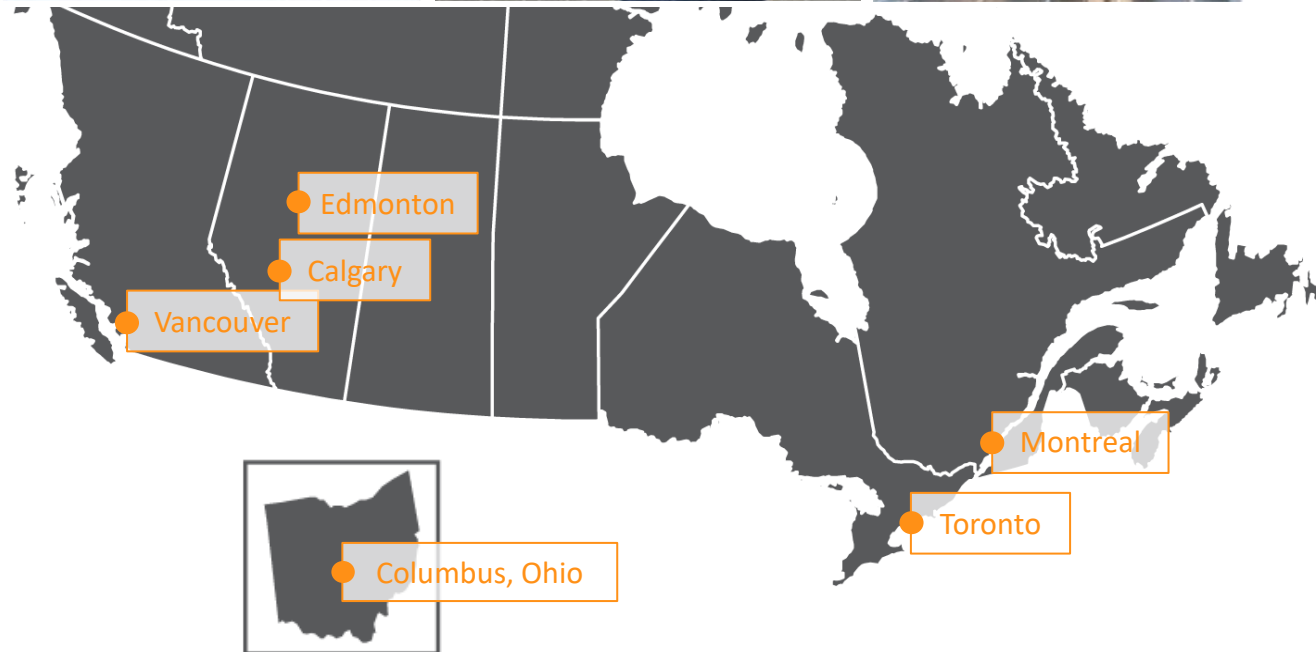 Edmonton
Calgary
Vancouver
Montreal
Toronto
Columbus, Ohio